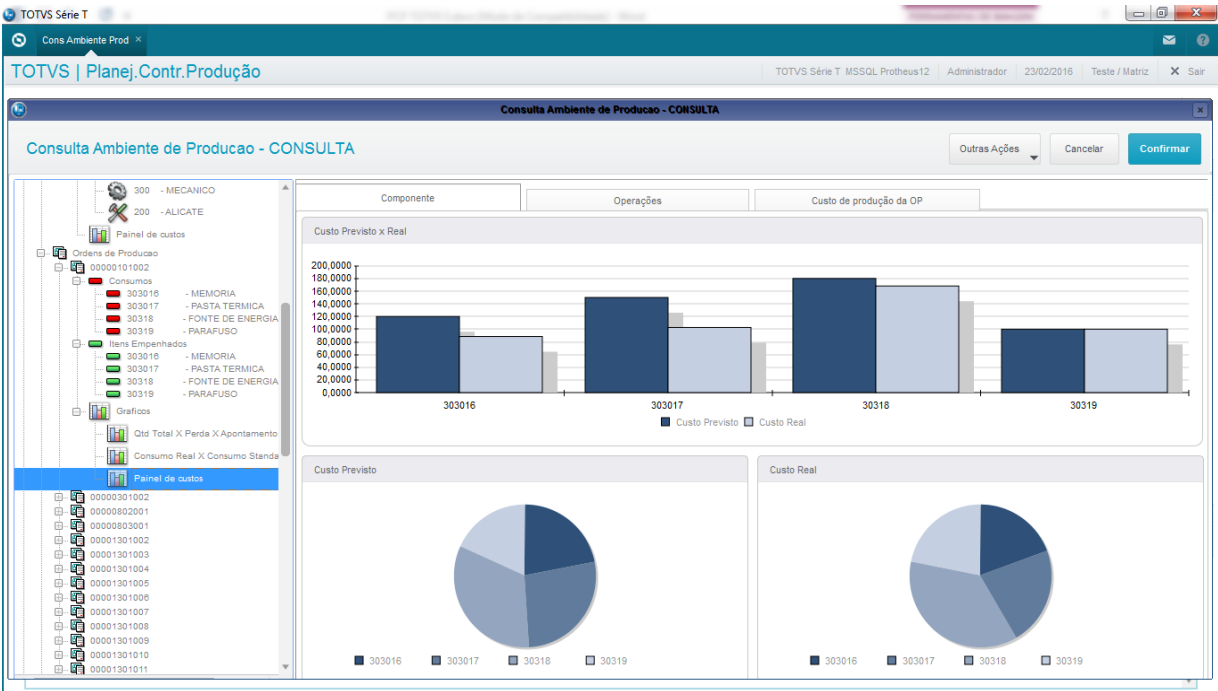 TOTVS Série T
Cons Ambiente Prod ×
TOTVS | Planej.Contr.Produção
TOTVS Série T MSSQL Protheus12 Administrador 23/02/2016 Teste / Matriz X Sair
Consulta Ambiente de Producao - CONSULTA
Consulta Ambiente de Producao - CONSULTA
Outras Ações Cancelar Confirmar
300 - MECANICO
200 - ALICATE
Painel de custos
Ordens de Producao
00000101002
Consumos
303016 - MEMORIA
303017 - PASTA TERMICA
30318 - FONTE DE ENERGIA
30319 - PARAFUSO
Itens Empenhados
303016 - MEMORIA
303017 - PASTA TERMICA
30318 - FONTE DE ENERGIA
30319 - PARAFUSO
Graficos
Qtd Total X Perda X Apontamento
Consumo Real X Consumo Standa
Painel de custos
00000301002
00000802001
00000803001
00001301002
00001301003
00001301004
00001301005
00001301006
00001301007
00001301008
00001301009
00001301010
00001301011
Componente Operações Custo de produção da OP
Custo Previsto x Real
200,0000
180,0000
160,0000
140,0000
120,0000
100,0000
80,0000
60,0000
40,0000
20,0000
0,0000
303016 303017 30318 30319
Custo Previsto Custo Real
Custo Previsto
303016 303017 30318 30319
Custo Real
303016 303017 30318 30319